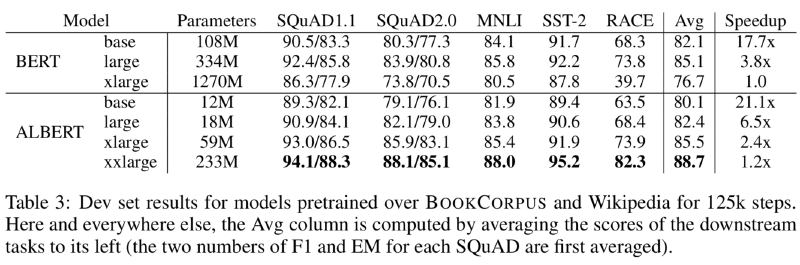 Model Parameters SQuAD1.1 SQuAD2.0 MNLI SST-2 RACE Avg Speedup
base 108M 90.5/83.3 80.3/77.3 84.1 91.7 68.3 82.1 17.7x
BERT large 334M 92.4/85.8 83.9/80.8 85.8 92.2 73.8 85.1 3.8x
xlarge 1270M 86.3/77.9 73.8/70.5 80.5 87.8 39.7 76.7 1.0
base 12M 89.3/82.1 79.1/76.1 81.9 89.4 63.5 80.1 21.1x
ALBERT large 18M 90.9/84.1 82.1/79.0 83.8 90.6 68.4 82.4 6.5x
xlarge 59M 93.0/86.5 85.9/83.1 85.4 91.9 73.9 85.5 2.4x
xxlarge 233M 94.1/88.3 88.1/85.1 88.0 95.2 82.3 88.7 1.2x
Table 3: Dev set results for models pretrained over BOOKCORPUS and Wikipedia for 125k steps.
Here and everywhere else, the Avg column is computed by averaging the scores of the downstream
tasks to its left (the two numbers of F1 and EM for each SQuAD are first averaged).